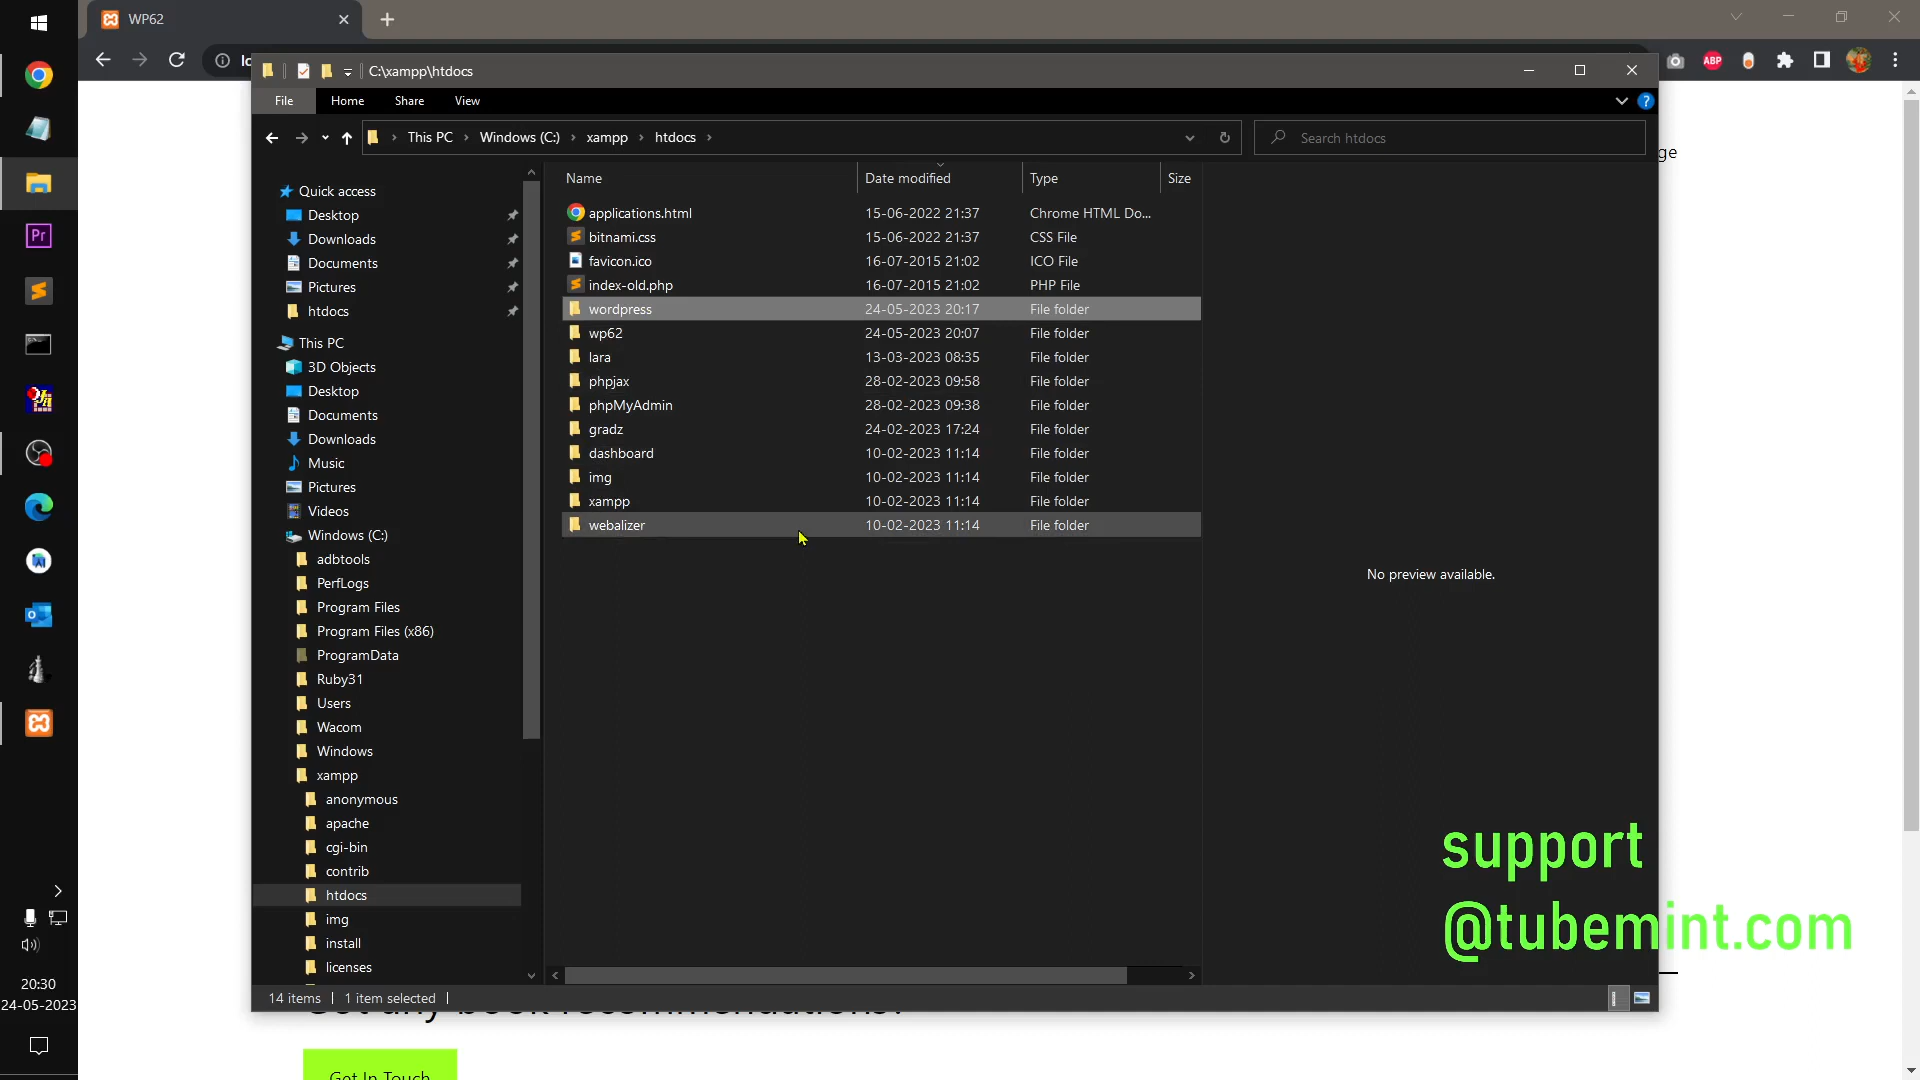 WP62
C:\xampp\htdocs
File Home Share View
This PC Windows (C:) xampp htdocs
Search htdocs
ge
Quick access
Desktop
Downloads
Documents
Pictures
htdocs
This PC
3D Objects
Desktop
Documents
Downloads
Music
Pictures
Videos
Windows (C:)
adbtools
PerfLogs
Program Files
Program Files (x86)
ProgramData
Ruby31
Users
Wacom
Windows
xampp
anonymous
apache
cgi-bin
contrib
htdocs
img
install
licenses
Name Date modified Type Size
applications.html 15-06-2022 21:37 Chrome HTML Do...
bitnami.css 15-06-2022 21:37 CSS File
favicon.ico 16-07-2015 21:02 ICO File
index-old.php 16-07-2015 21:02 PHP File
wordpress 24-05-2023 20:17 File folder
wp62 24-05-2023 20:07 File folder
lara 13-03-2023 08:35 File folder
phpjax 28-02-2023 09:58 File folder
phpMyAdmin 28-02-2023 09:38 File folder
gradz 24-02-2023 17:24 File folder
dashboard 10-02-2023 11:14 File folder
img 10-02-2023 11:14 File folder
xampp 10-02-2023 11:14 File folder
webalizer 10-02-2023 11:14 File folder
No preview available.
support
@tubemint.com
14 items 1 item selected
Get In Touch
ABP
Pr
20:30
24-05-2023